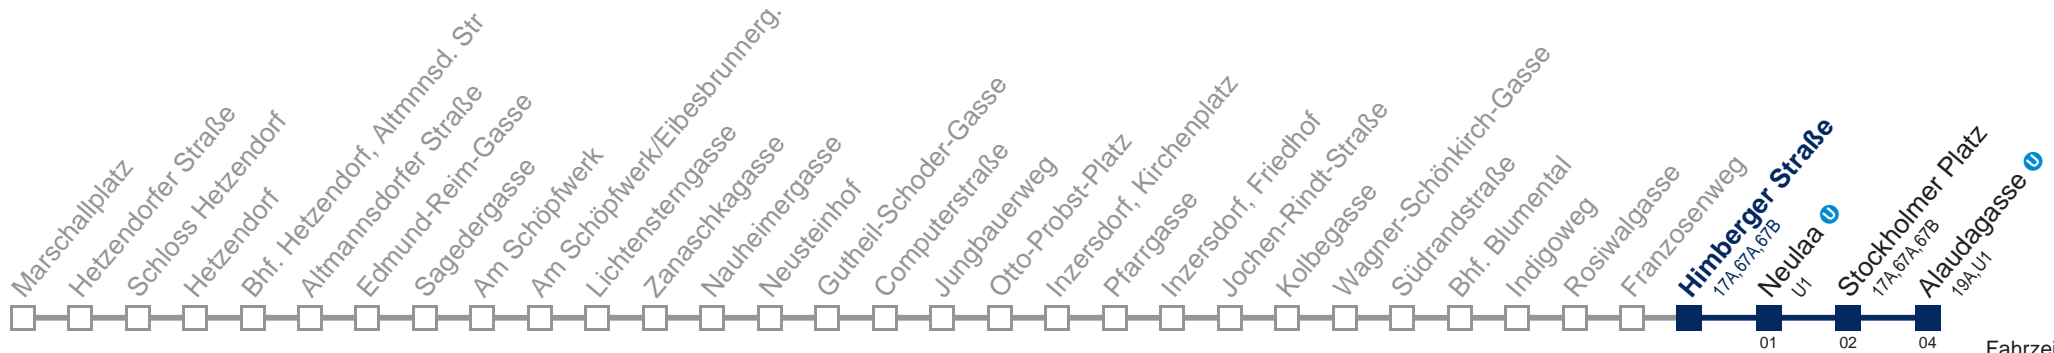 Marschallplatz
Hetzendorfer Straße
Schloss Hetzendorf
Hetzendorf
Bhf. Hetzendorf, Altmnnsd. Str
Altmannsdorfer Straße
Edmund-Reim-Gasse
Sagedergasse
Am Schöpfwerk
Am Schöpfwerk/Eibesbrunnerg.
Lichtensterngasse
Zanaschkagasse
Nauheimergasse
Neusteinhof
Gutheil-Schoder-Gasse
Computerstraße
Jungbauerweg
Otto-Probst-Platz
Inzersdorf, Kirchenplatz
Pfarrgasse
Inzersdorf, Friedhof
Jochen-Rindt-Straße
Kolbegasse
Wagner-Schönkirch-Gasse
Südrandstraße
Bhf. Blumental
Indigoweg
Rosiwalgasse
Franzosenweg
Himberger Straße
17A,67A,67B
Neulaa U
U1
01
Stockholmer Platz
17A,67A,67B
02
Alaudagasse U
19A,U1
04
Fahrzei